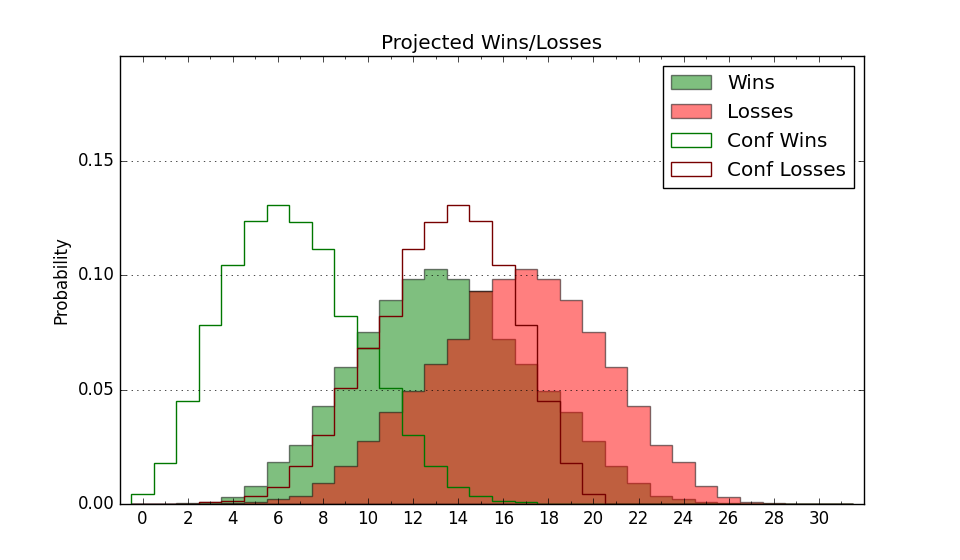 Projected Wins/Losses
Wins
Losses
Conf Wins
Conf Losses
Probability
0.15
0.10
0.05
0.00
0 2 4 6 8 10 12 14 16 18 20 22 24 26 28 30